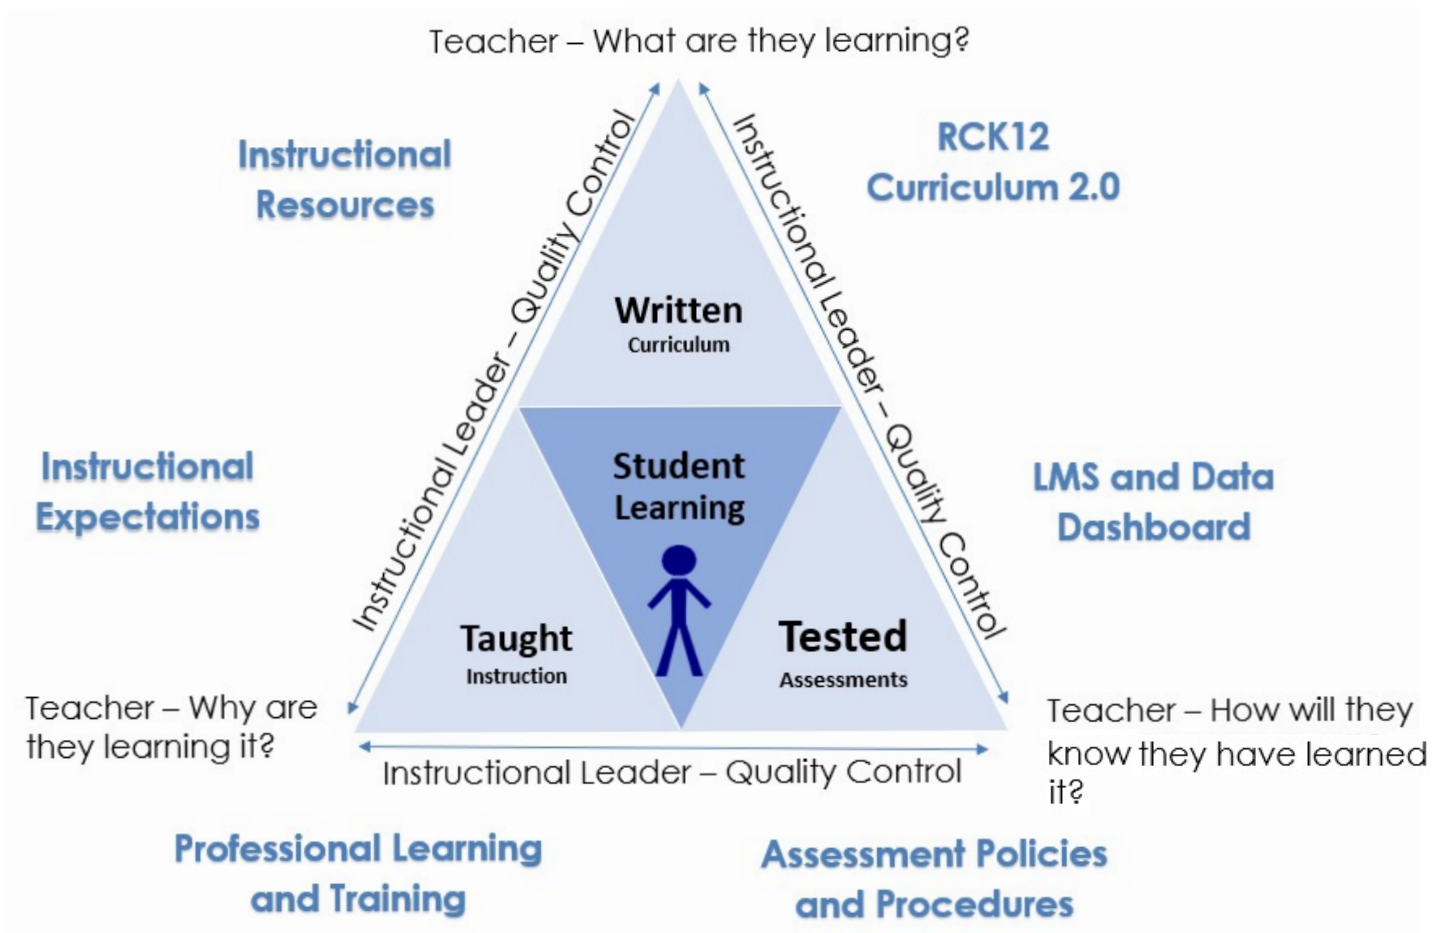 Teacher – What are they learning?
Instructional
Resources
RCK12
Curriculum 2.0
Instructional Leader – Quality Control
Instructional Leader – Quality Control
Written
Curriculum
Instructional
Expectations
Student
Learning
LMS and Data
Dashboard
Taught
Instruction
Tested
Assessments
Teacher – Why are
they learning it?
Teacher – How will they
know they have learned
it?
Instructional Leader – Quality Control
Professional Learning
and Training
Assessment Policies
and Procedures